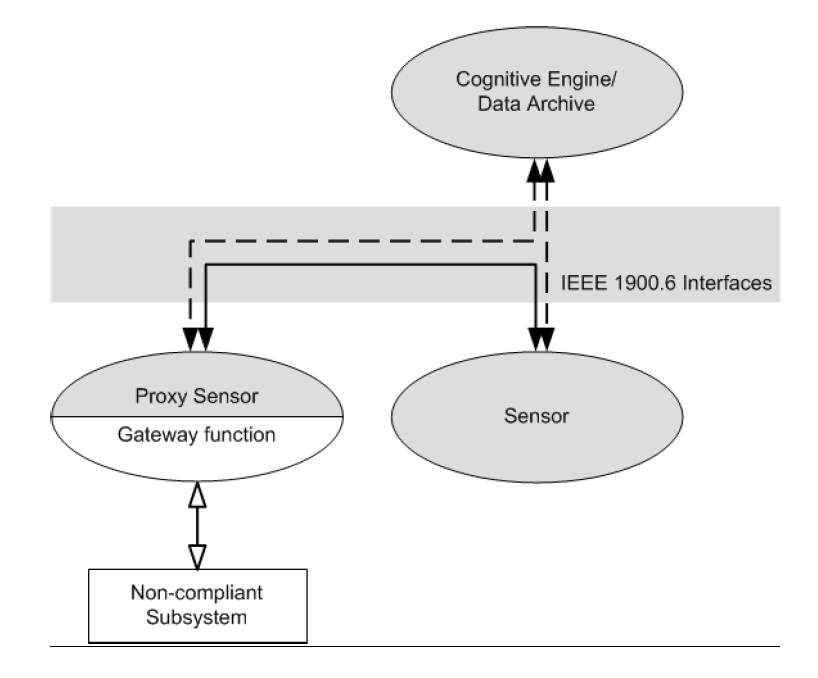 Cognitive Engine/
Data Archive
IEEE 1900.6 Interfaces
Proxy Sensor
Gateway function
Sensor
Non-compliant
Subsystem